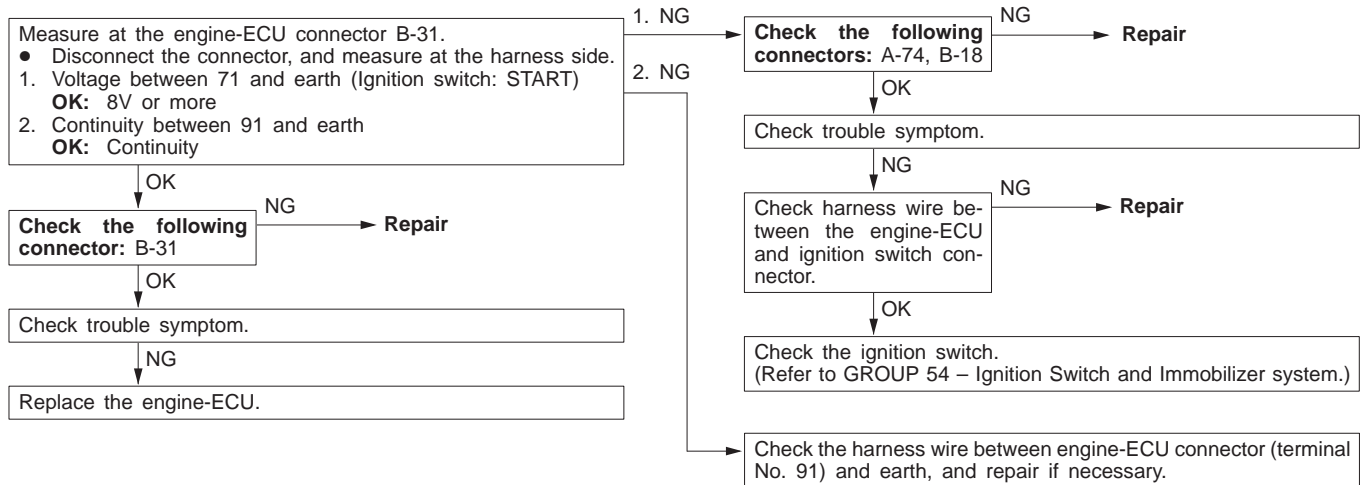 Measure at the engine-ECU connector B-31.
● Disconnect the connector, and measure at the harness side.
1. Voltage between 71 and earth (Ignition switch: START)
OK: 8V or more
2. Continuity between 91 and earth
OK: Continuity
OK
Check the following
connector: B-31
NG
Repair
OK
Check trouble symptom.
NG
Replace the engine-ECU.
1. NG
2. NG
Check the following
connectors: A-74, B-18
NG
Repair
OK
Check trouble symptom.
NG
Check harness wire be-
tween the engine-ECU
and ignition switch con-
nector.
NG
Repair
OK
Check the ignition switch.
(Refer to GROUP 54 – Ignition Switch and Immobilizer system.)
Check the harness wire between engine-ECU connector (terminal
No. 91) and earth, and repair if necessary.